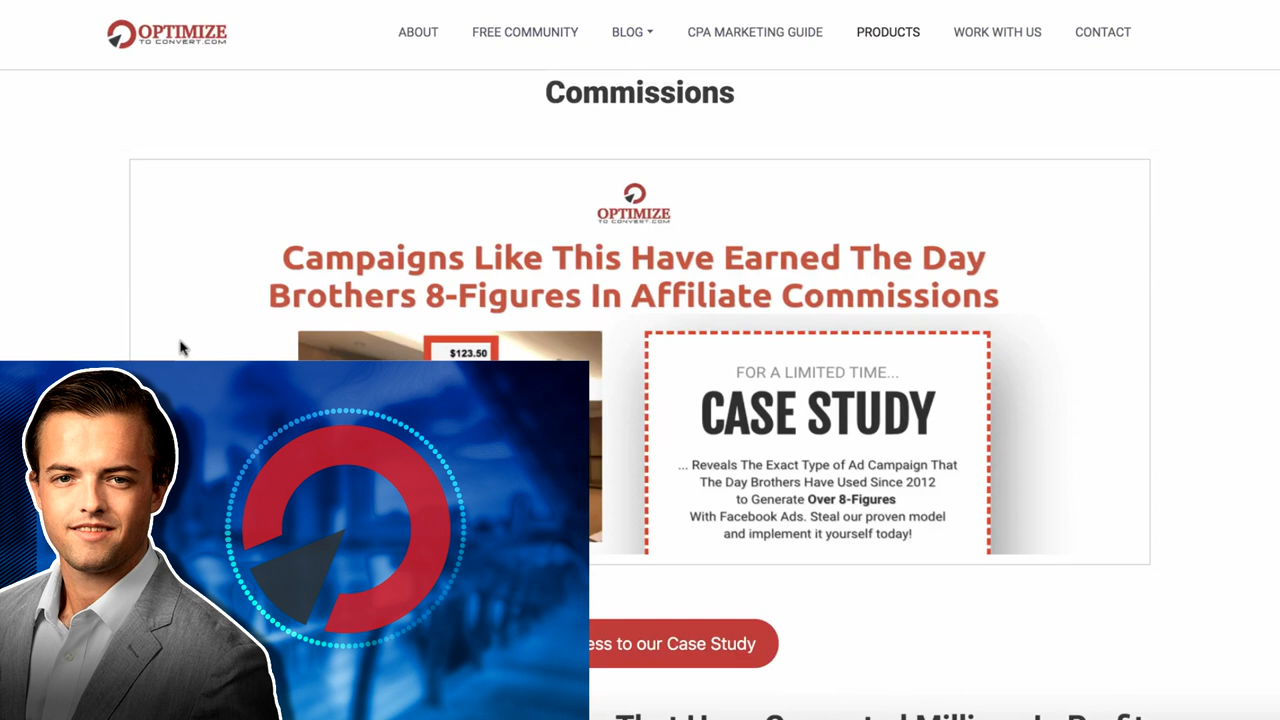 OPTIMIZE
TO CONVERT.COM
ABOUT
FREE COMMUNITY
BLOG
CPA MARKETING GUIDE
PRODUCTS
WORK WITH US
CONTACT
Commissions
OPTIMIZE
TO CONVERT.COM
Campaigns Like This Have Earned The Day
Brothers 8-Figures In Affiliate Commissions
$123.50
FOR A LIMITED TIME...
CASE STUDY
... Reveals The Exact Type of Ad Campaign That
The Day Brothers Have Used Since 2012
to Generate Over 8-Figures
With Facebook Ads. Steal our proven model
and implement it yourself today!
to our Case Study